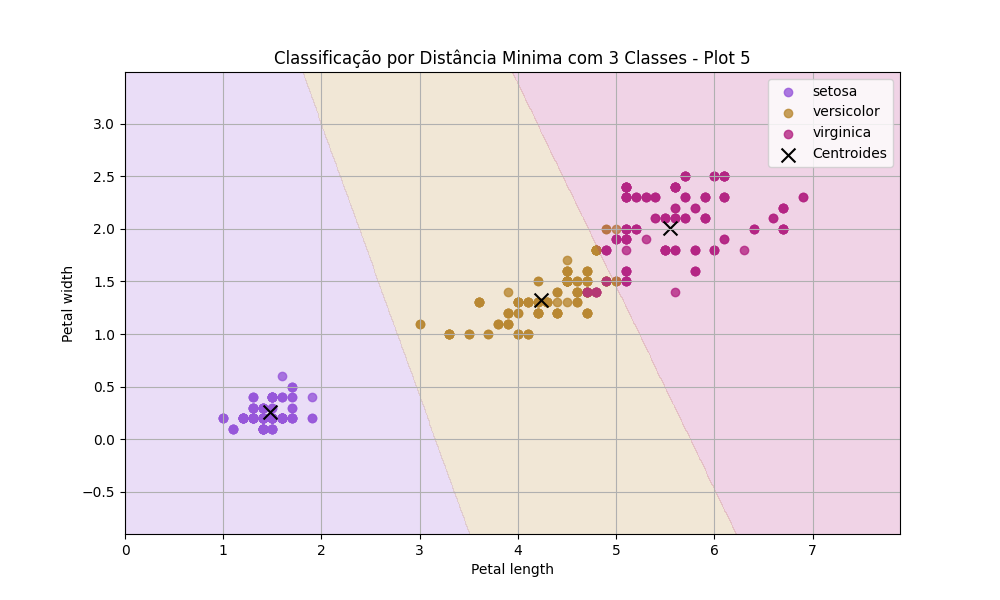 Classificação por Distância Minima com 3 Classes - Plot 5
setosa
versicolor
virginica
Centroides
Petal width
3.0
2.5
2.0
1.5
1.0
0.5
0.0
−0.5
0 1 2 3 4 5 6 7
Petal length